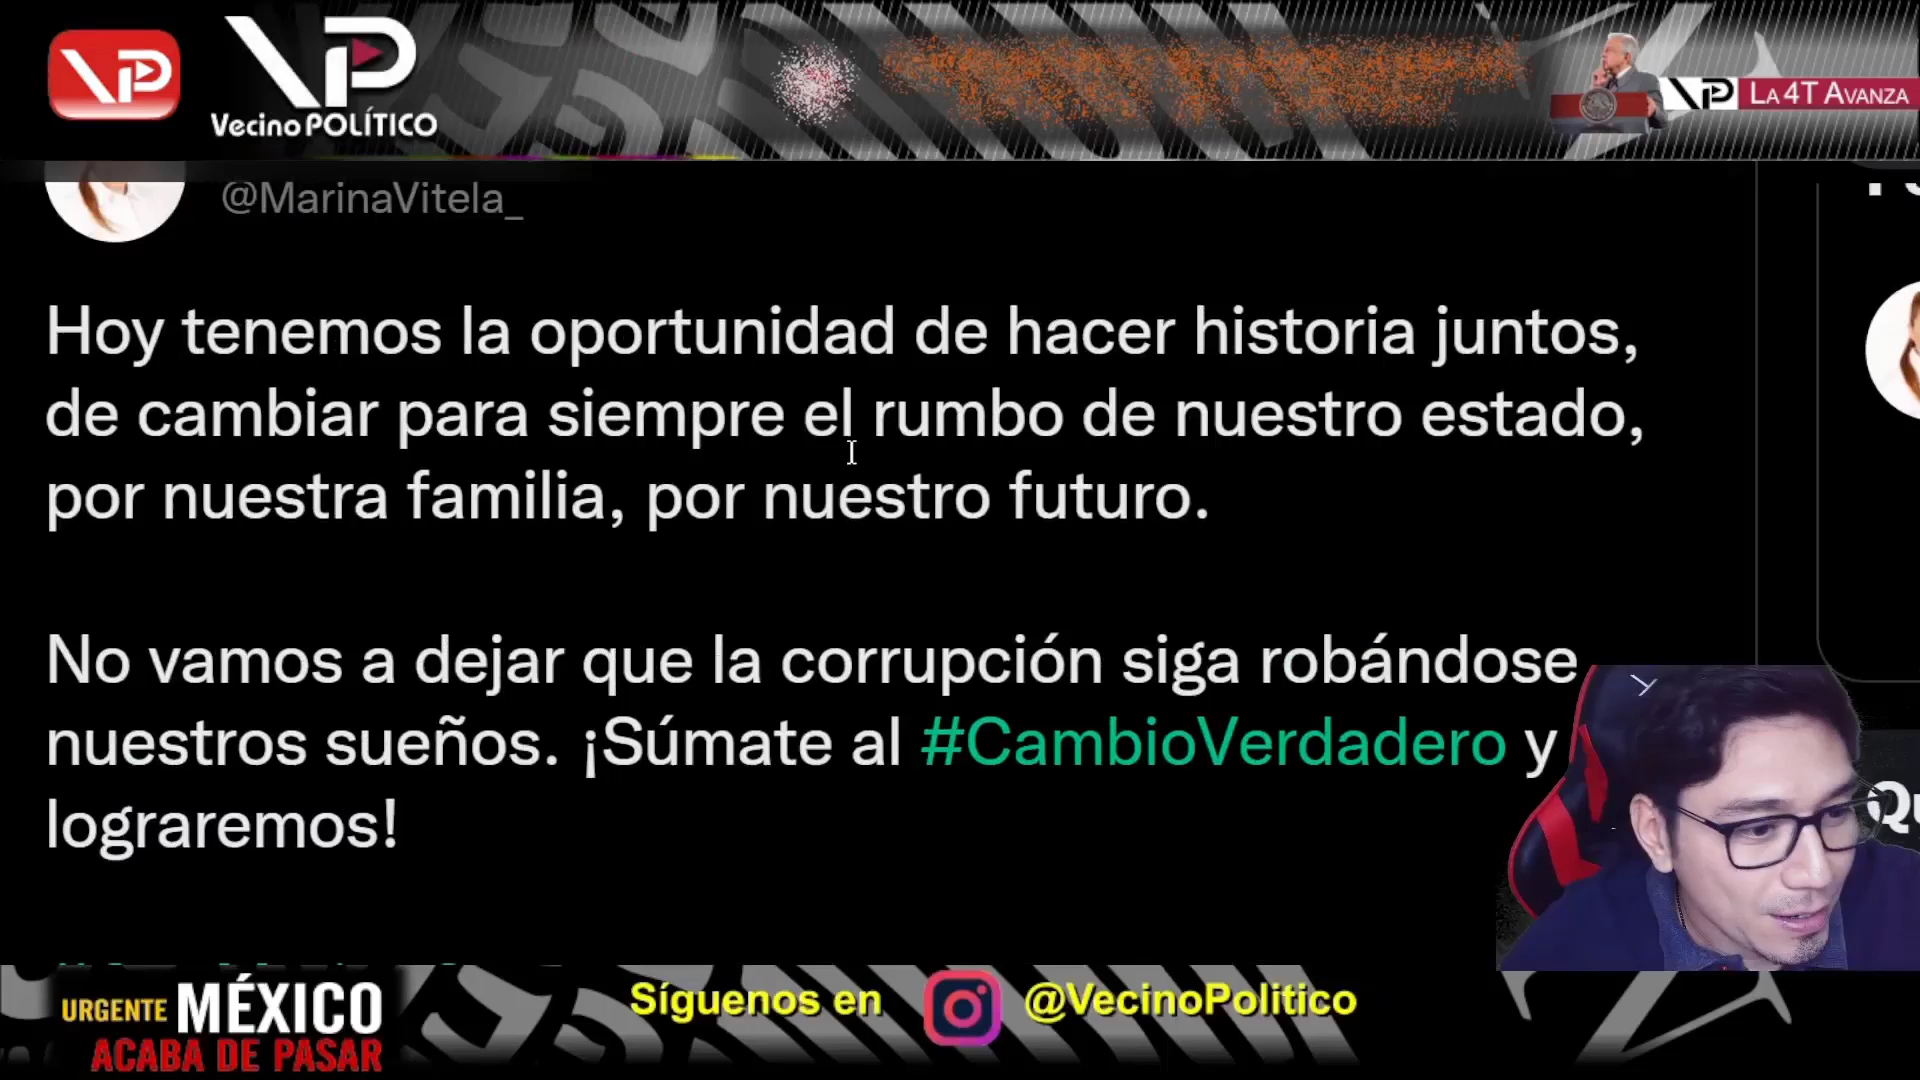 VP
VP
Vecino POLÍTICO
VP LA 4T AVANZA
@MarinaVitela_
Hoy tenemos la oportunidad de hacer historia juntos,
de cambiar para siempre el rumbo de nuestro estado,
por nuestra familia, por nuestro futuro.
No vamos a dejar que la corrupción siga robándose
nuestros sueños. ¡Súmate al #CambioVerdadero y
lograremos!
URGENTE MÉXICO
ACABA DE PASAR
Síguenos en @VecinoPolitico